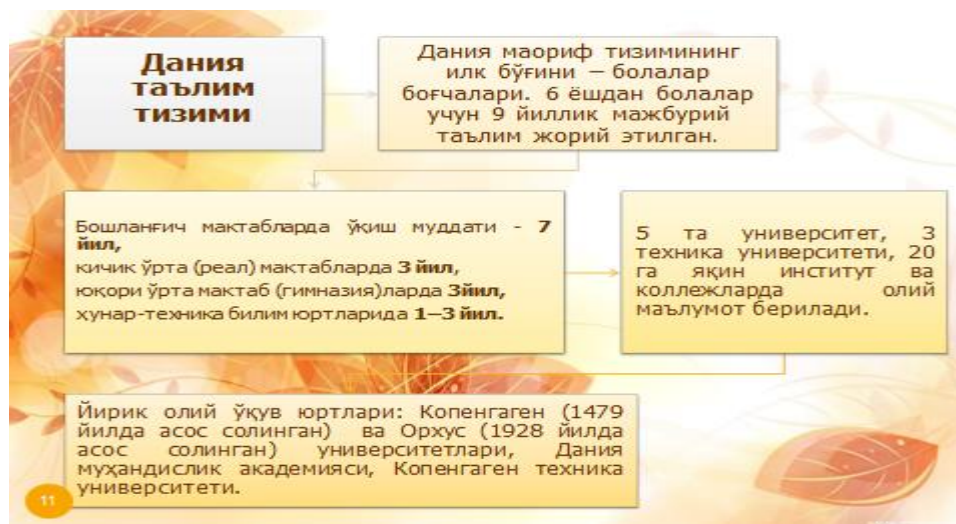 Дания
таълим
тизими
Дания маориф тизимининг
илк бўғини – болалар
боғчалари. 6 ёшдан болалар
учун 9 йиллик мажбурий
таълим жорий этилган.
Бошланғич мактабларда ўқиш муддати - 7
йил,
кичик ўрта (реал) мактабларда 3 йил,
юқори ўрта мактаб (гимназия)ларда 3йил,
ҳунар-техника билим юртларида 1–3 йил.
5 та университет, 3
техника университети, 20
га яқин институт ва
коллежларда олий
маълумот берилади.
Йирик олий ўқув юртлари: Копенгаген (1479
йилда асос солинган) ва Орхус (1928 йилда
асос солинган) университетлари, Дания
муҳандислик академияси, Копенгаген техника
университети.
11